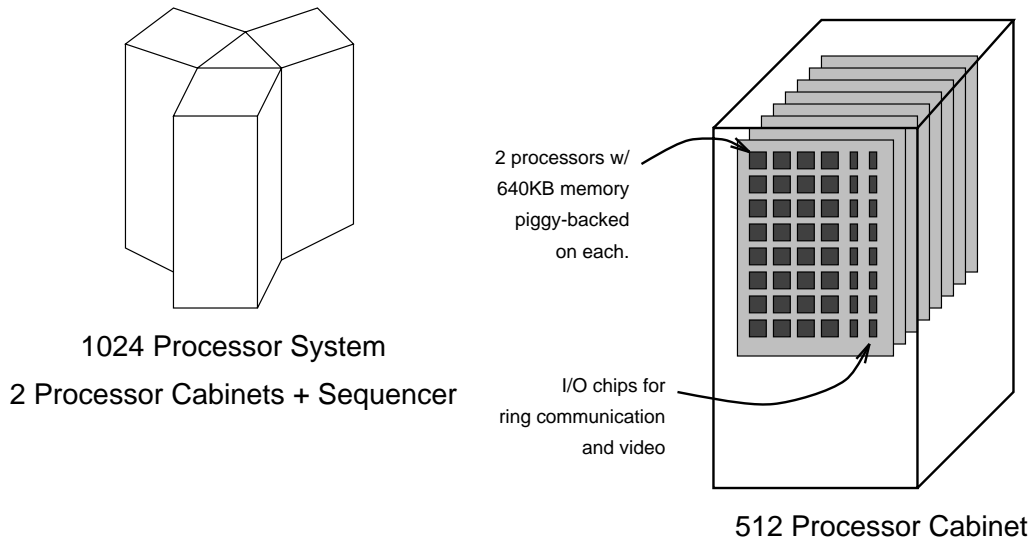 1024 Processor System
2 Processor Cabinets + Sequencer
2 processors w/
640KB memory
piggy-backed
on each.
I/O chips for
ring communication
and video
512 Processor Cabinet